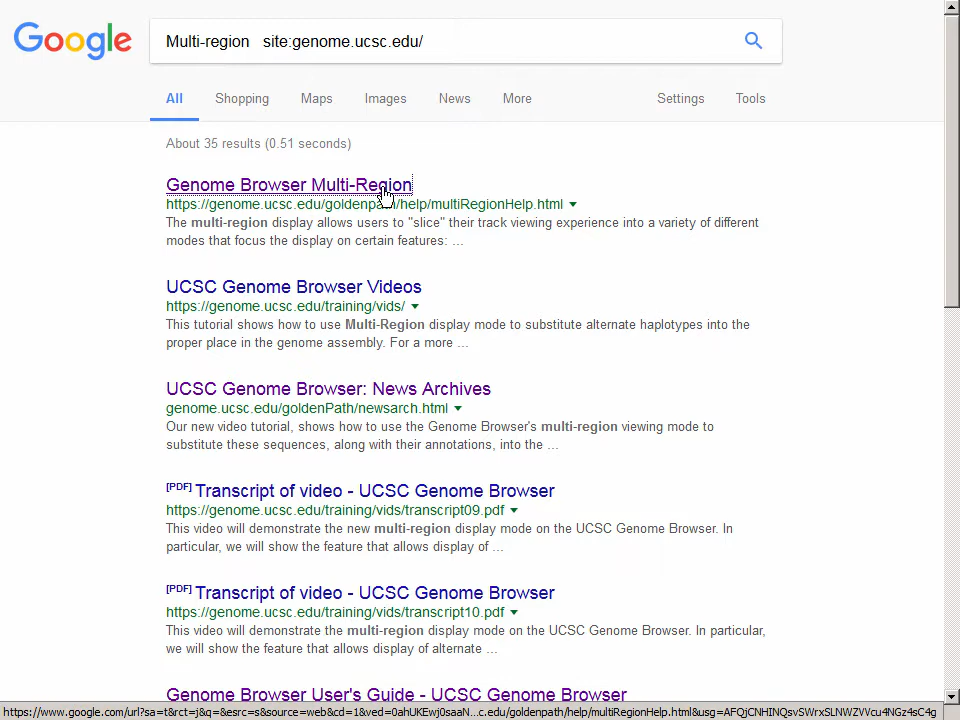 Google
Multi-region site:genome.ucsc.edu/
All Shopping Maps Images News More Settings Tools
About 35 results (0.51 seconds)
Genome Browser Multi-Region
https://genome.ucsc.edu/goldenpath/help/multiRegionHelp.html
The multi-region display allows users to "slice" their track viewing experience into a variety of different
modes that focus the display on certain features: ...
UCSC Genome Browser Videos
https://genome.ucsc.edu/training/vids/
This tutorial shows how to use Multi-Region display mode to substitute alternate haplotypes into the
proper place in the genome assembly. For a more ...
UCSC Genome Browser: News Archives
genome.ucsc.edu/goldenPath/newsarch.html
Our new video tutorial, shows how to use the Genome Browser's multi-region viewing mode to
substitute these sequences, along with their annotations, into the ...
[PDF] Transcript of video - UCSC Genome Browser
https://genome.ucsc.edu/training/vids/transcript09.pdf
This video will demonstrate the new multi-region display mode on the UCSC Genome Browser. In
particular, we will show the feature that allows display of ...
[PDF] Transcript of video - UCSC Genome Browser
https://genome.ucsc.edu/training/vids/transcript10.pdf
This video will demonstrate the multi-region display mode on the UCSC Genome Browser. In particular,
we will show the feature that allows display of alternate ...
Genome Browser User's Guide - UCSC Genome Browser
https://www.google.com/url?sa=t&rct=j&q=&esrc=s&source=web&cd=1&ved=0ahUKEwj0saaN...c.edu/goldenpath/help/multiRegionHelp.html&usg=AFQjCNHINQsvSWrxSLNWZVVcu4NGz4sC4g